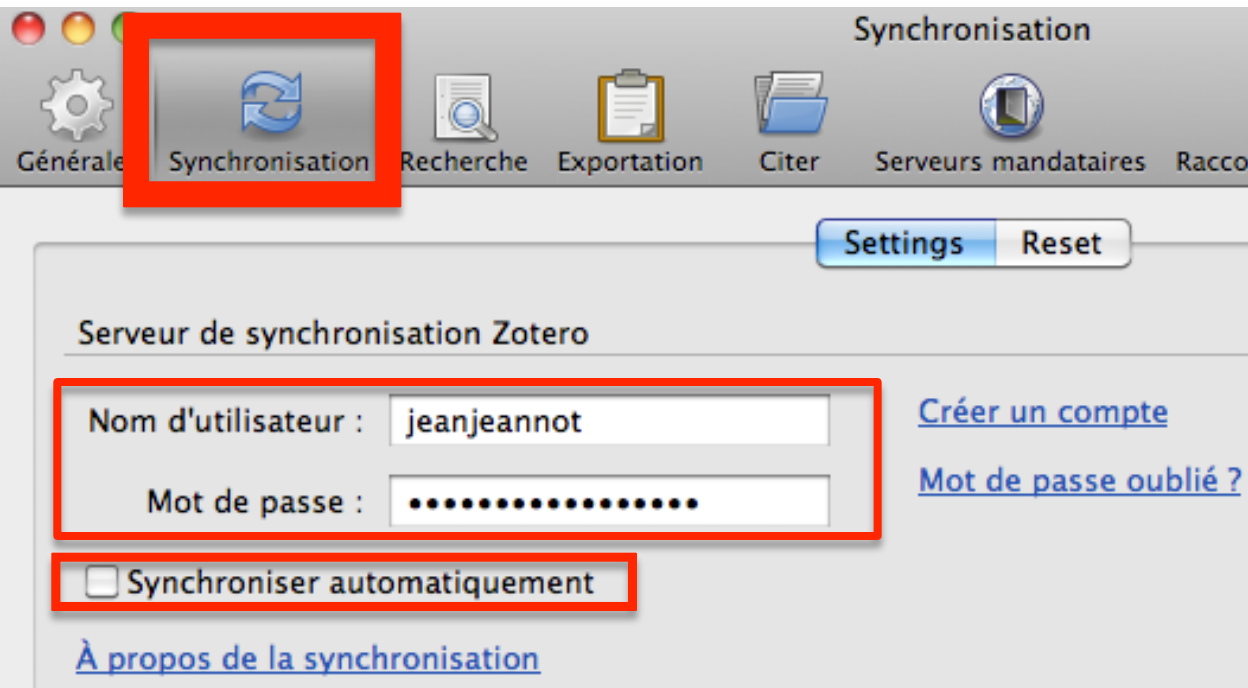 Synchronisation
Générale Synchronisation Recherche Exportation Citer Serveurs mandataires Racco
Settings Reset
Serveur de synchronisation Zotero
Nom d'utilisateur : jeanjeannot Créer un compte
Mot de passe : ••••••••••••••••• Mot de passe oublié ?
Synchroniser automatiquement
À propos de la synchronisation